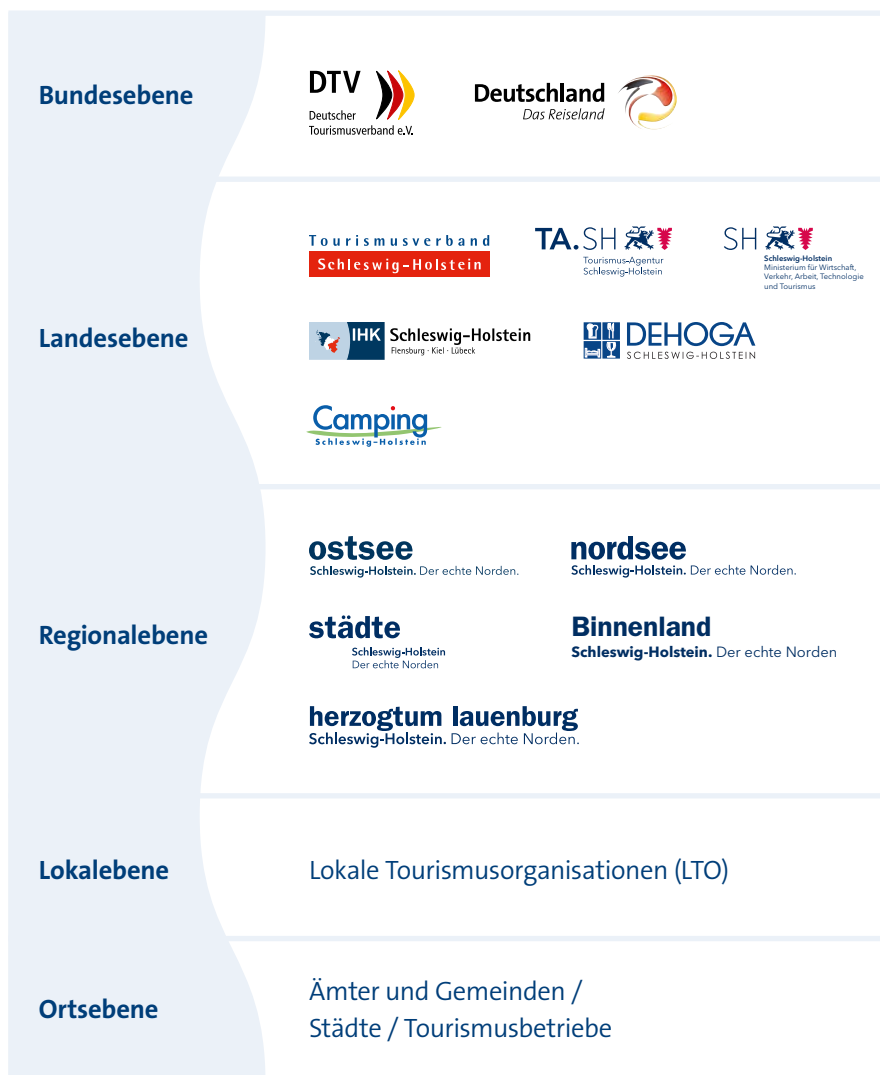 Bundesebene
DTV
Deutscher
Tourismusverband e.V.
Deutschland
Das Reiseland
Landesebene
Tourismusverband
Schleswig-Holstein
TA.SH
Tourismus-Agentur
Schleswig-Holstein
SH
Schleswig-Holstein
Ministerium für Wirtschaft,
Verkehr, Arbeit, Technologie
und Tourismus
IHK Schleswig-Holstein
Flensburg · Kiel · Lübeck
DEHOGA
SCHLESWIG-HOLSTEIN
Camping
Schleswig-Holstein
Regionalebene
ostsee
Schleswig-Holstein. Der echte Norden.
nordsee
Schleswig-Holstein. Der echte Norden.
städte
Schleswig-Holstein
Der echte Norden
Binnenland
Schleswig-Holstein. Der echte Norden
herzogtum lauenburg
Schleswig-Holstein. Der echte Norden.
Lokalebene
Lokale Tourismusorganisationen (LTO)
Ortsebene
Ämter und Gemeinden /
Städte / Tourismusbetriebe